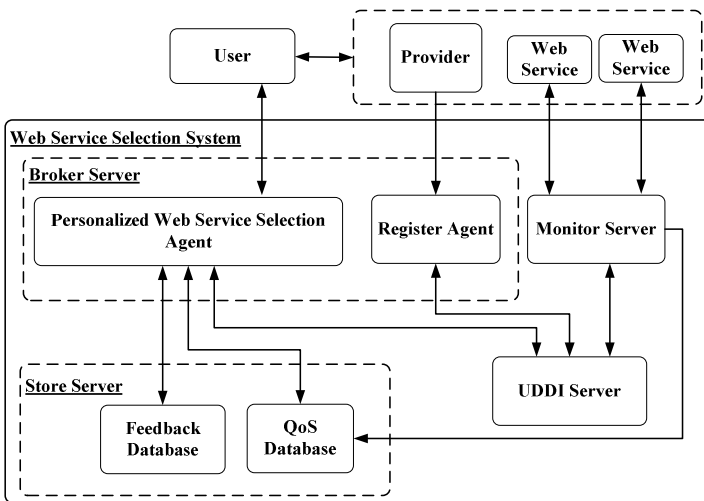 User
Provider
Web
Service
Web
Service
Web Service Selection System
Broker Server
Personalized Web Service Selection
Agent
Register Agent
Monitor Server
Store Server
UDDI Server
Feedback
Database
QoS
Database